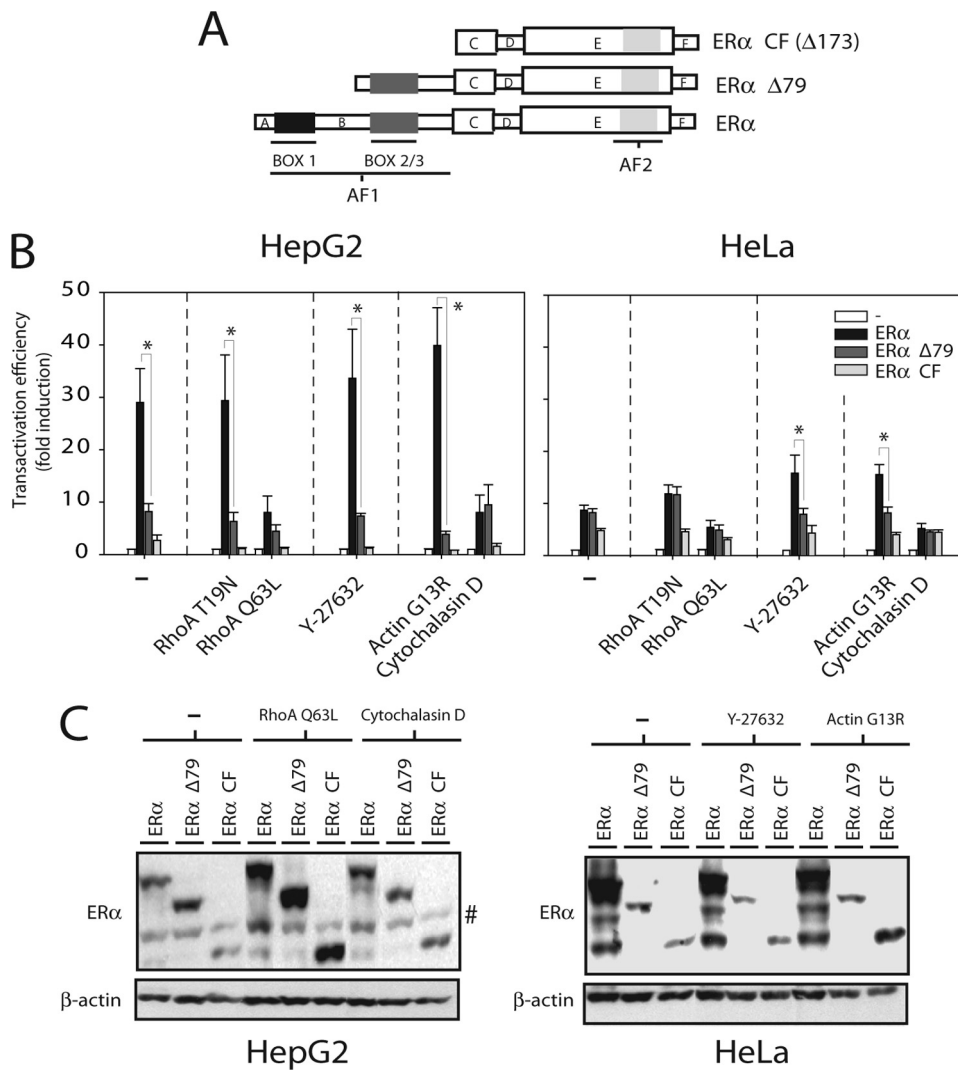 A
C D E F ERα CF (Δ173)
C D E F ERα Δ79
A B C D E F ERα
BOX 1 BOX 2/3 AF2
AF1
B
HepG2 HeLa
Transactivation efficiency
(fold induction)
50
40
30
20
10
0
* * * *
* *
-
ERα
ERα Δ79
ERα CF
– RhoA T19N RhoA Q63L Y-27632 Actin G13R Cytochalasin D
– RhoA T19N RhoA Q63L Y-27632 Actin G13R Cytochalasin D
C
– RhoA Q63L Cytochalasin D
ERα ERα Δ79 ERα CF ERα ERα Δ79 ERα CF ERα ERα Δ79 ERα CF
ERα #
β-actin
HepG2
– Y-27632 Actin G13R
ERα ERα Δ79 ERα CF ERα ERα Δ79 ERα CF ERα ERα Δ79 ERα CF
ERα
β-actin
HeLa